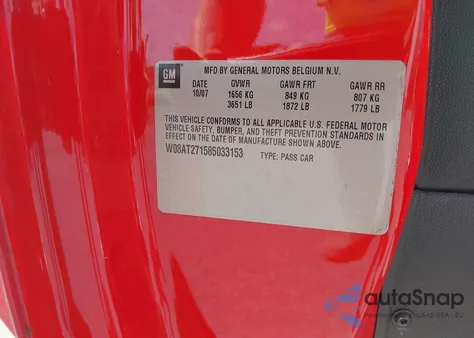 GM
MFD BY GENERAL MOTORS BELGIUM N.V.
DATE GVWR GAWR FRT GAWR RR
10/07 1656 KG 849 KG 807 KG
3651 LB 1872 LB 1779 LB
THIS VEHICLE CONFORMS TO ALL APPLICABLE U.S. FEDERAL MOTOR
VEHICLE SAFETY, BUMPER, AND THEFT PREVENTION STANDARDS IN
EFFECT ON THE DATE OF MANUFACTURE SHOWN ABOVE.
W08AT271585033153 TYPE: PASS CAR
autoSnap